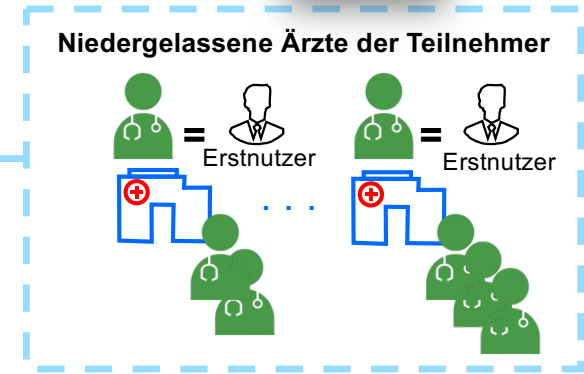 Niedergelassene Ärzte der Teilnehmer
=
Erstnutzer
=
Erstnutzer
. . .